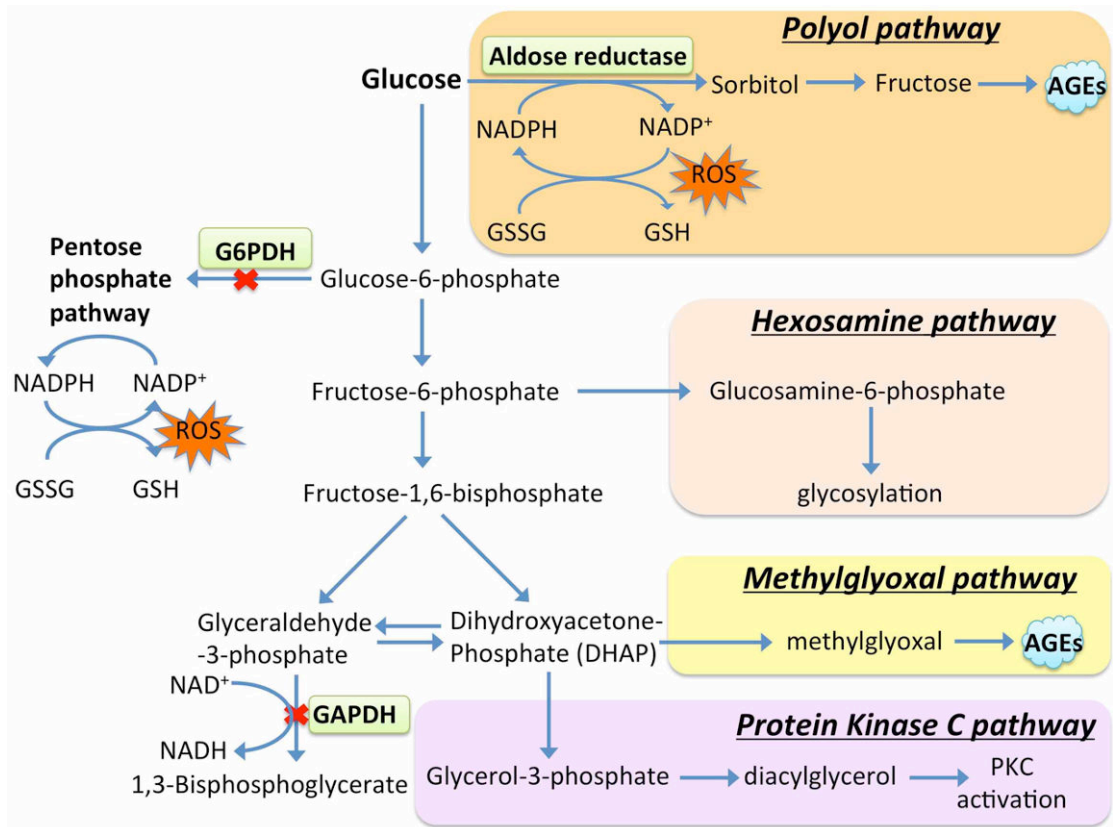 Polyol pathway
Aldose reductase
Glucose
Sorbitol
Fructose
AGEs
NADPH
NADP⁺
ROS
GSSG
GSH
Pentose
phosphate
pathway
G6PDH
Glucose-6-phosphate
NADPH
NADP⁺
ROS
GSSG
GSH
Hexosamine pathway
Fructose-6-phosphate
Glucosamine-6-phosphate
glycosylation
Fructose-1,6-bisphosphate
Methylglyoxal pathway
Glyceraldehyde
-3-phosphate
Dihydroxyacetone-
Phosphate (DHAP)
methylglyoxal
AGEs
NAD⁺
GAPDH
NADH
1,3-Bisphosphoglycerate
Protein Kinase C pathway
Glycerol-3-phosphate
diacylglycerol
PKC
activation